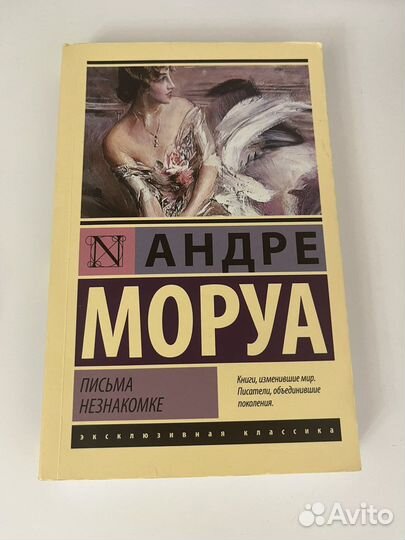 N
АНДРЕ
МОРУА
ПИСЬМА
НЕЗНАКОМКЕ
Книги, изменившие мир.
Писатели, объединившие
поколения.
эксклюзивная классика
Avito